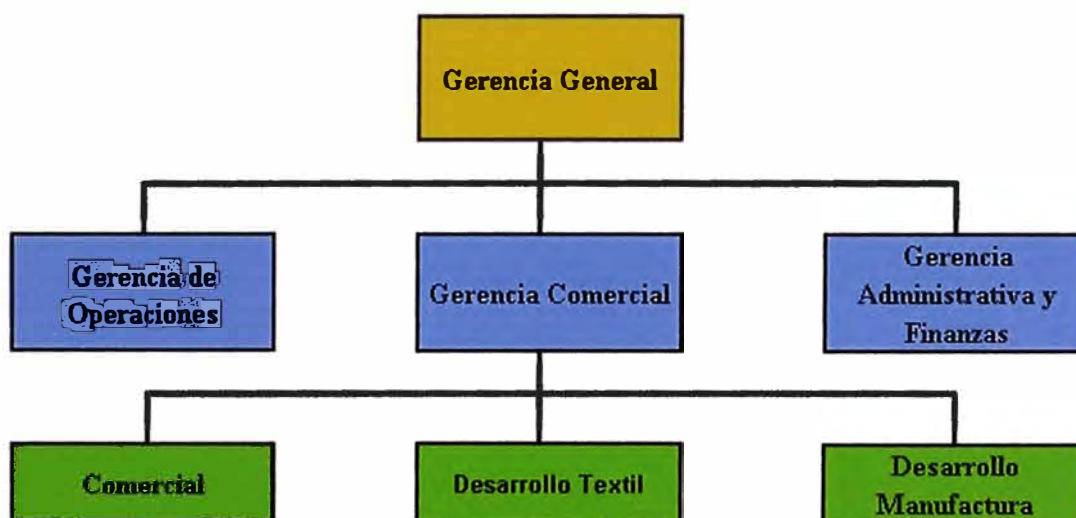 Gerencia General
Gerencia de
Operaciones
Gerencia Comercial
Gerencia
Administrativa y
Finanzas
Comercial
Desarrollo Textil
Desarrollo
Manufactura